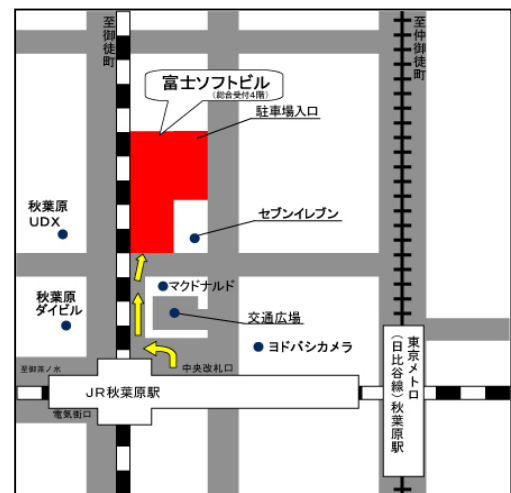 至御徒町
至仲御徒町
富士ソフトビル
(総合受付4階)
駐車場入口
秋葉原
UDX
セブンイレブン
マクドナルド
秋葉原
ダイビル
交通広場
ヨドバシカメラ
至御茶ノ水
中央改札口
JR秋葉原駅
電気街口
東京メトロ
(日比谷線)秋葉原駅